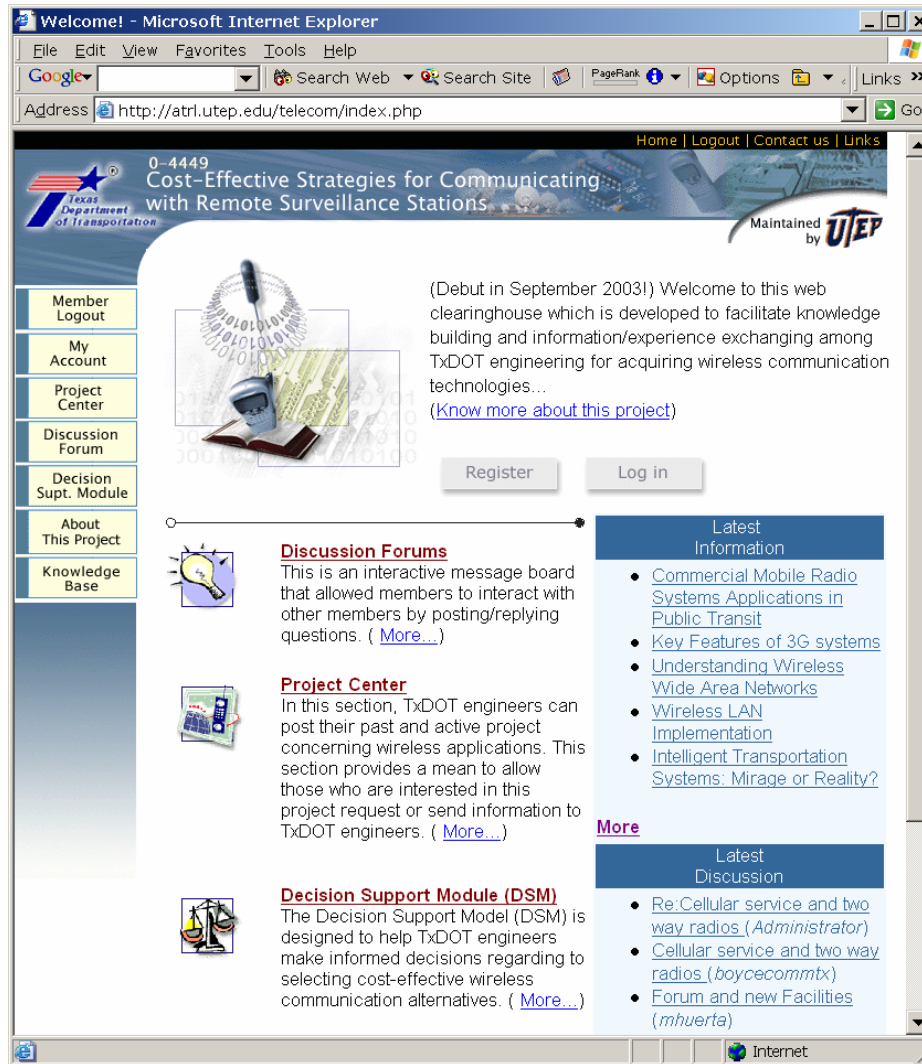 Welcome! - Microsoft Internet Explorer
File Edit View Favorites Tools Help
Google Search Web Search Site PageRank Options Links »
Address http://atrl.utep.edu/telecom/index.php Go
Home | Logout | Contact us | Links
0-4449
Cost-Effective Strategies for Communicating
with Remote Surveillance Stations
Texas
Department
of Transportation
®
Maintained
by UTEP
Member
Logout
My
Account
Project
Center
Discussion
Forum
Decision
Supt. Module
About
This Project
Knowledge
Base
(Debut in September 2003!) Welcome to this web
clearinghouse which is developed to facilitate knowledge
building and information/experience exchanging among
TxDOT engineering for acquiring wireless communication
technologies...
(Know more about this project)
Register Log in
Discussion Forums
This is an interactive message board
that allowed members to interact with
other members by posting/replying
questions. ( More...)
Project Center
In this section, TxDOT engineers can
post their past and active project
concerning wireless applications. This
section provides a mean to allow
those who are interested in this
project request or send information to
TxDOT engineers. ( More...)
Decision Support Module (DSM)
The Decision Support Model (DSM) is
designed to help TxDOT engineers
make informed decisions regarding to
selecting cost-effective wireless
communication alternatives. ( More...)
Latest
Information
• Commercial Mobile Radio
Systems Applications in
Public Transit
• Key Features of 3G systems
• Understanding Wireless
Wide Area Networks
• Wireless LAN
Implementation
• Intelligent Transportation
Systems: Mirage or Reality?
More
Latest
Discussion
• Re:Cellular service and two
way radios (Administrator)
• Cellular service and two way
radios (boycecommtx)
• Forum and new Facilities
(mhuerta)
Internet